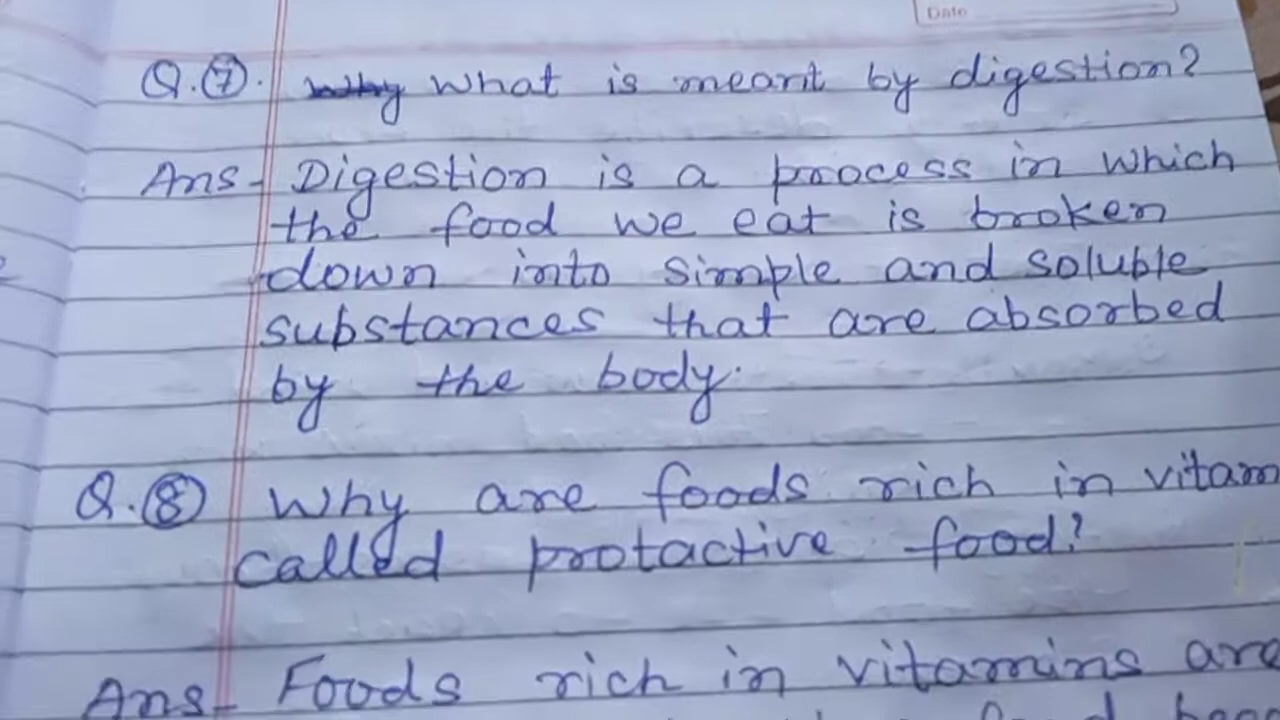 Date
Q.7. Why What is meant by digestion?
Ans- Digestion is a process in which
the food we eat is broken
down into simple and soluble
substances that are absorbed
by the body.
Q.8 Why are foods rich in vitam
called protactive food?
Ans- Foods rich in vitamins are